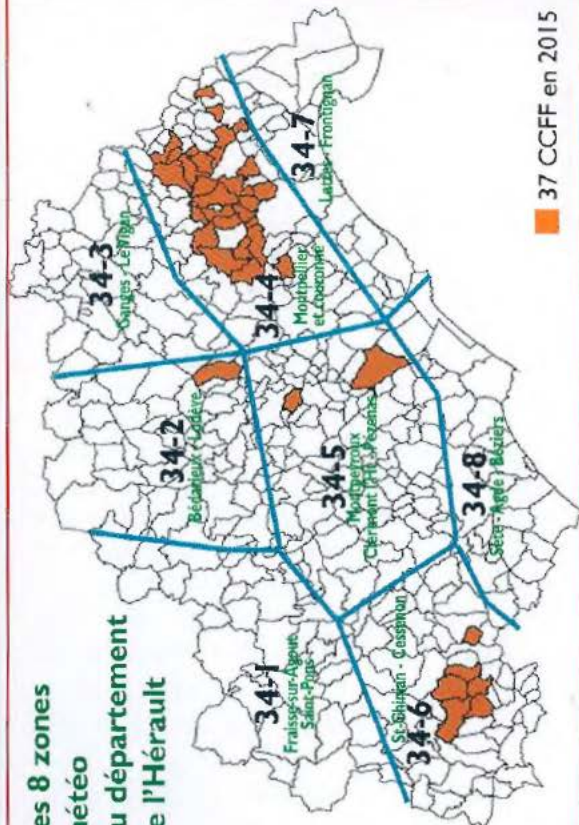 es 8 zones
étéo
u département
e l'Hérault
34-3
Ganges - Le Vigan
34-2
Bédarieux - Lodève
34-4
Montpellier
et couronne
34-7
Lattes - Frontignan
34-1
Fraisse-sur-Agout
Saint-Pons
34-5
Montpeyroux
Clermont l'H - Pézenas
34-6
St-Chinian - Cessenon
34-8
Sète - Agde - Béziers
37 CCFF en 2015